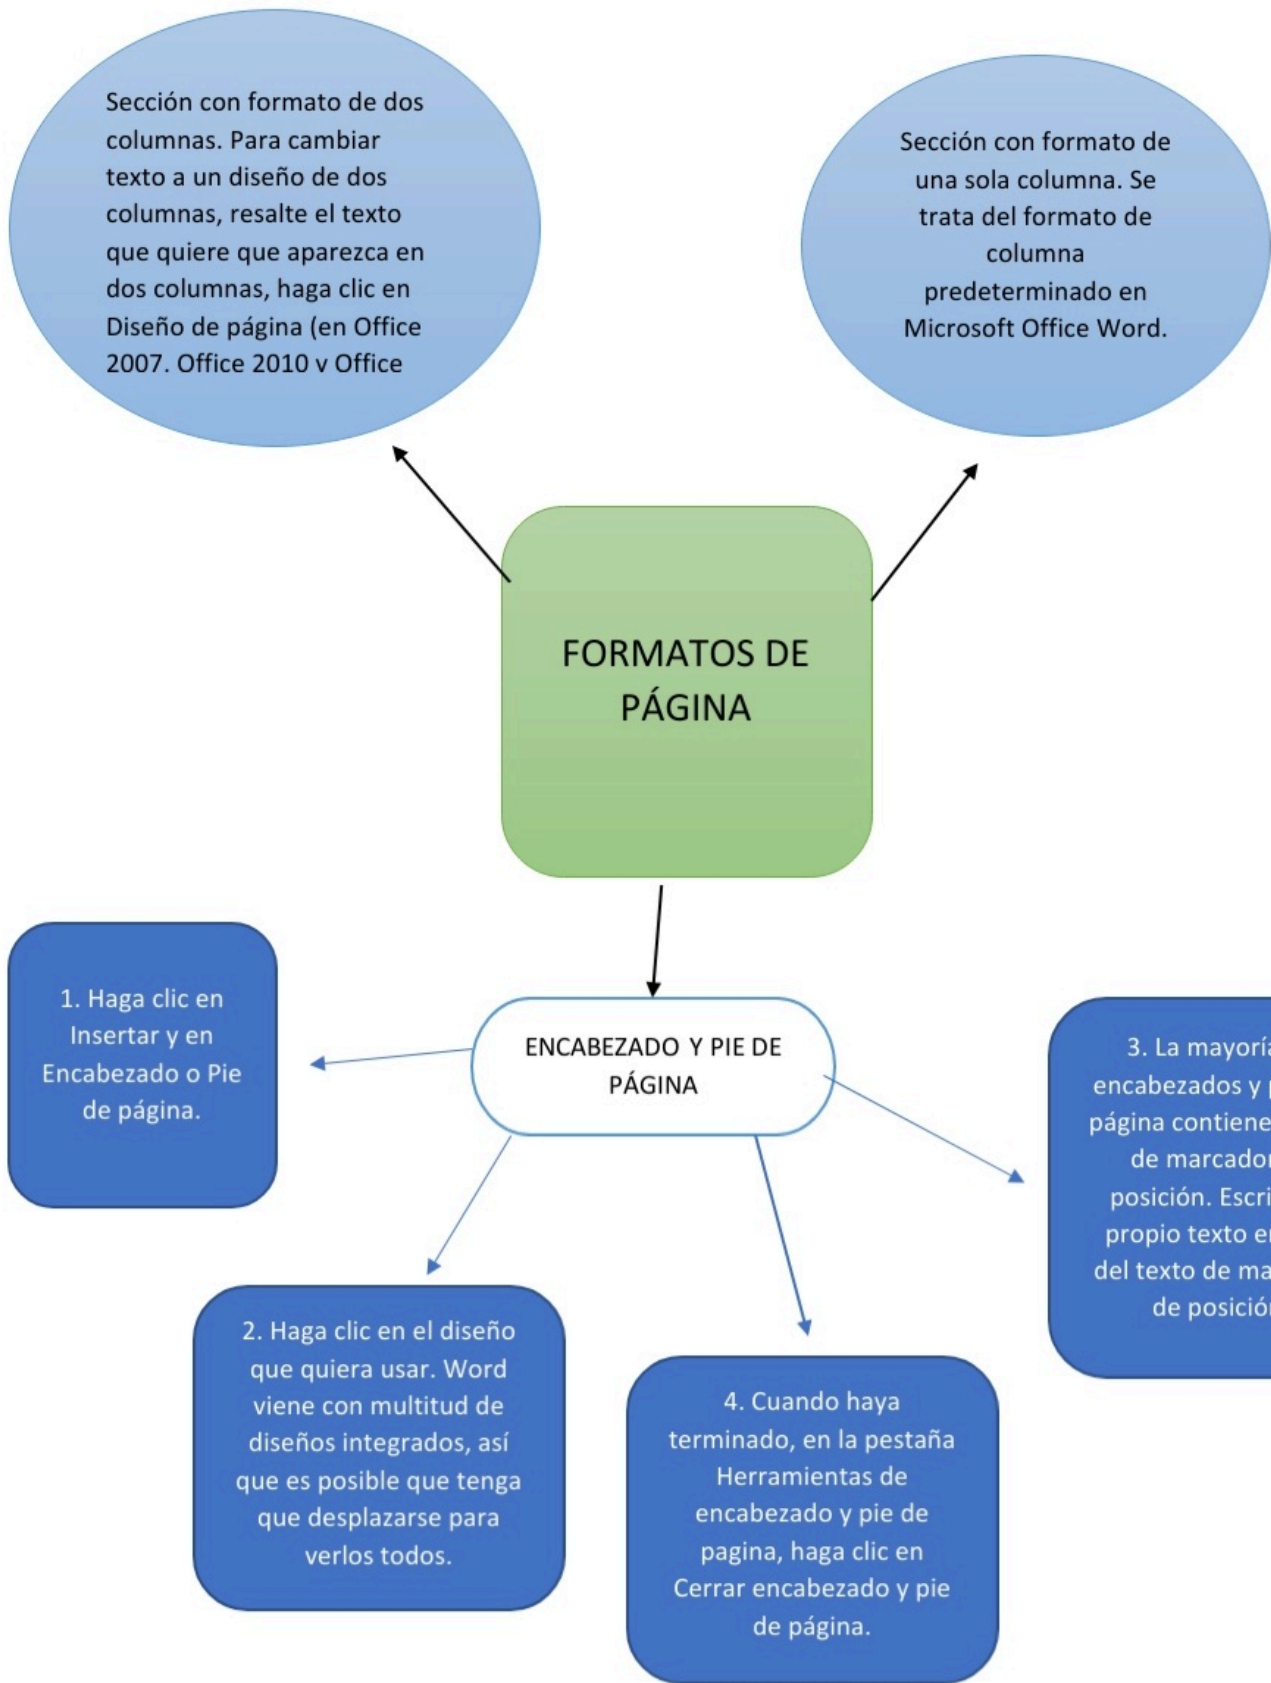 Sección con formato de dos
columnas. Para cambiar
texto a un diseño de dos
columnas, resalte el texto
que quiere que aparezca en
dos columnas, haga clic en
Diseño de página (en Office
2007. Office 2010 v Office
Sección con formato de
una sola columna. Se
trata del formato de
columna
predeterminado en
Microsoft Office Word.
FORMATOS DE
PÁGINA
ENCABEZADO Y PIE DE
PÁGINA
1. Haga clic en
Insertar y en
Encabezado o Pie
de página.
2. Haga clic en el diseño
que quiera usar. Word
viene con multitud de
diseños integrados, así
que es posible que tenga
que desplazarse para
verlos todos.
3. La mayoría
encabezados y
página contiene
de
posición.
propio texto
del texto de
de
4. Cuando haya
terminado, en la pestaña
Herramientas de
encabezado y pie de
pagina, haga clic en
Cerrar encabezado y pie
de página.